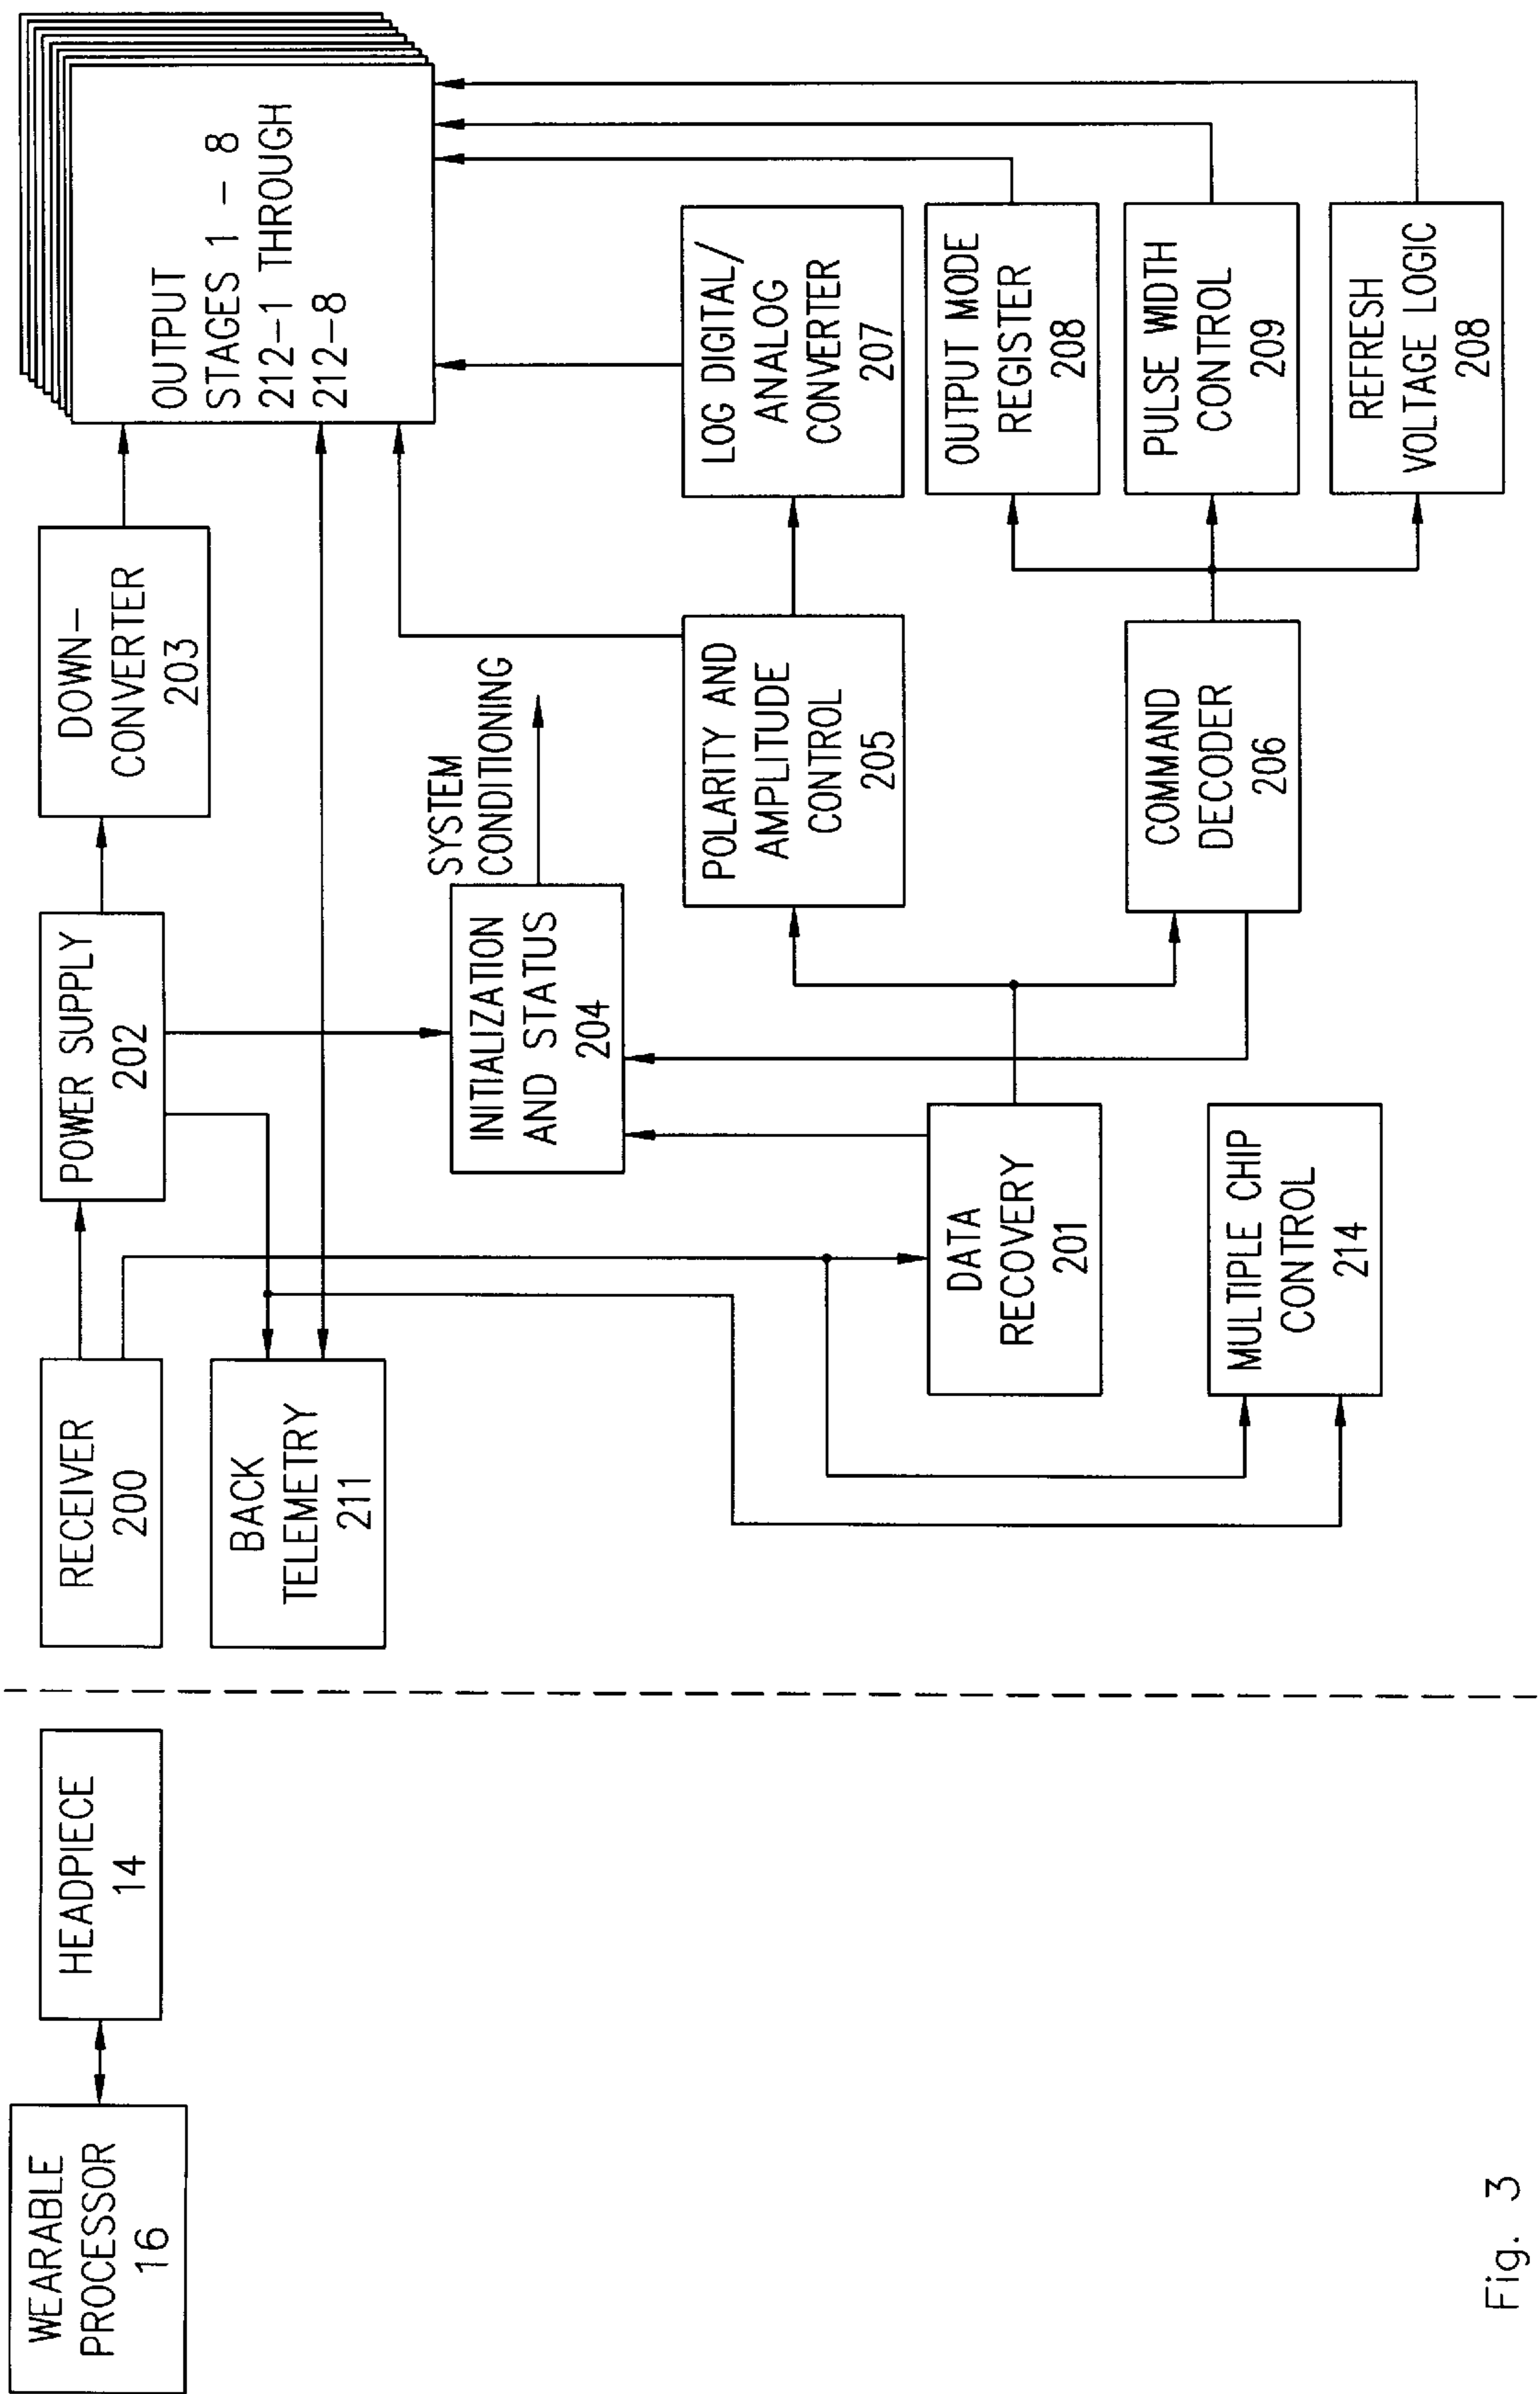 WEARABLE
PROCESSOR
16
HEADPIECE
14
RECEIVER
200
POWER SUPPLY
202
DOWN-
CONVERTER
203
OUTPUT
STAGES 1 - 8
212-1 THROUGH
212-8
BACK
TELEMETRY
211
SYSTEM
CONDITIONING
INITIALIZATION
AND STATUS
204
POLARITY AND
AMPLITUDE
CONTROL
205
LOG DIGITAL/
ANALOG
CONVERTER
207
DATA
RECOVERY
201
OUTPUT MODE
REGISTER
208
COMMAND
DECODER
206
PULSE WIDTH
CONTROL
209
MULTIPLE CHIP
CONTROL
214
REFRESH
VOLTAGE LOGIC
208
Fig. 3